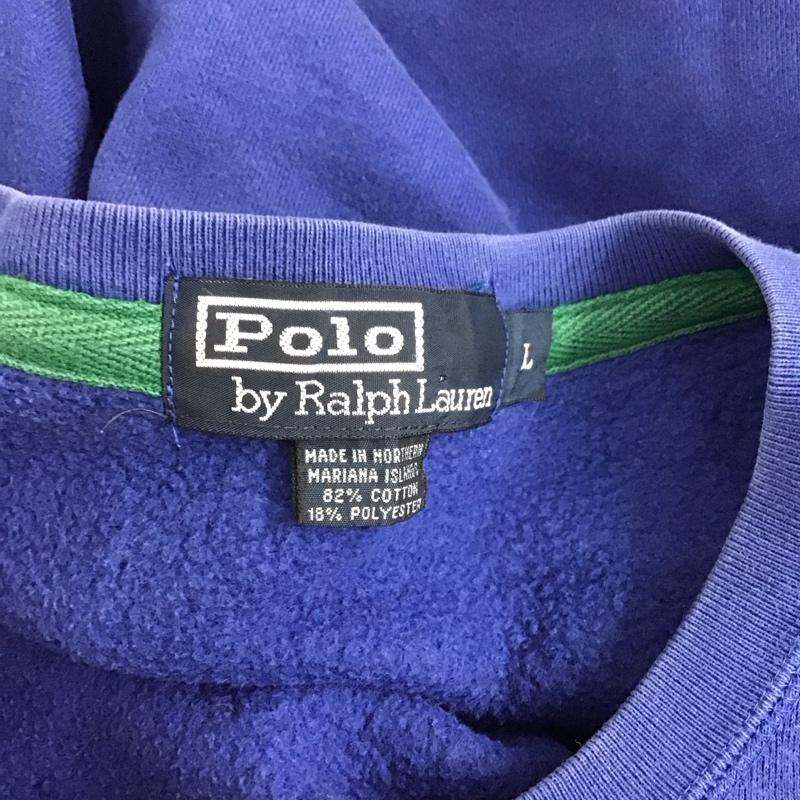 Polo
by Ralph Lauren
L
MADE IN NORTHERN
MARIANA ISLANDS
82% COTTON
18% POLYESTER